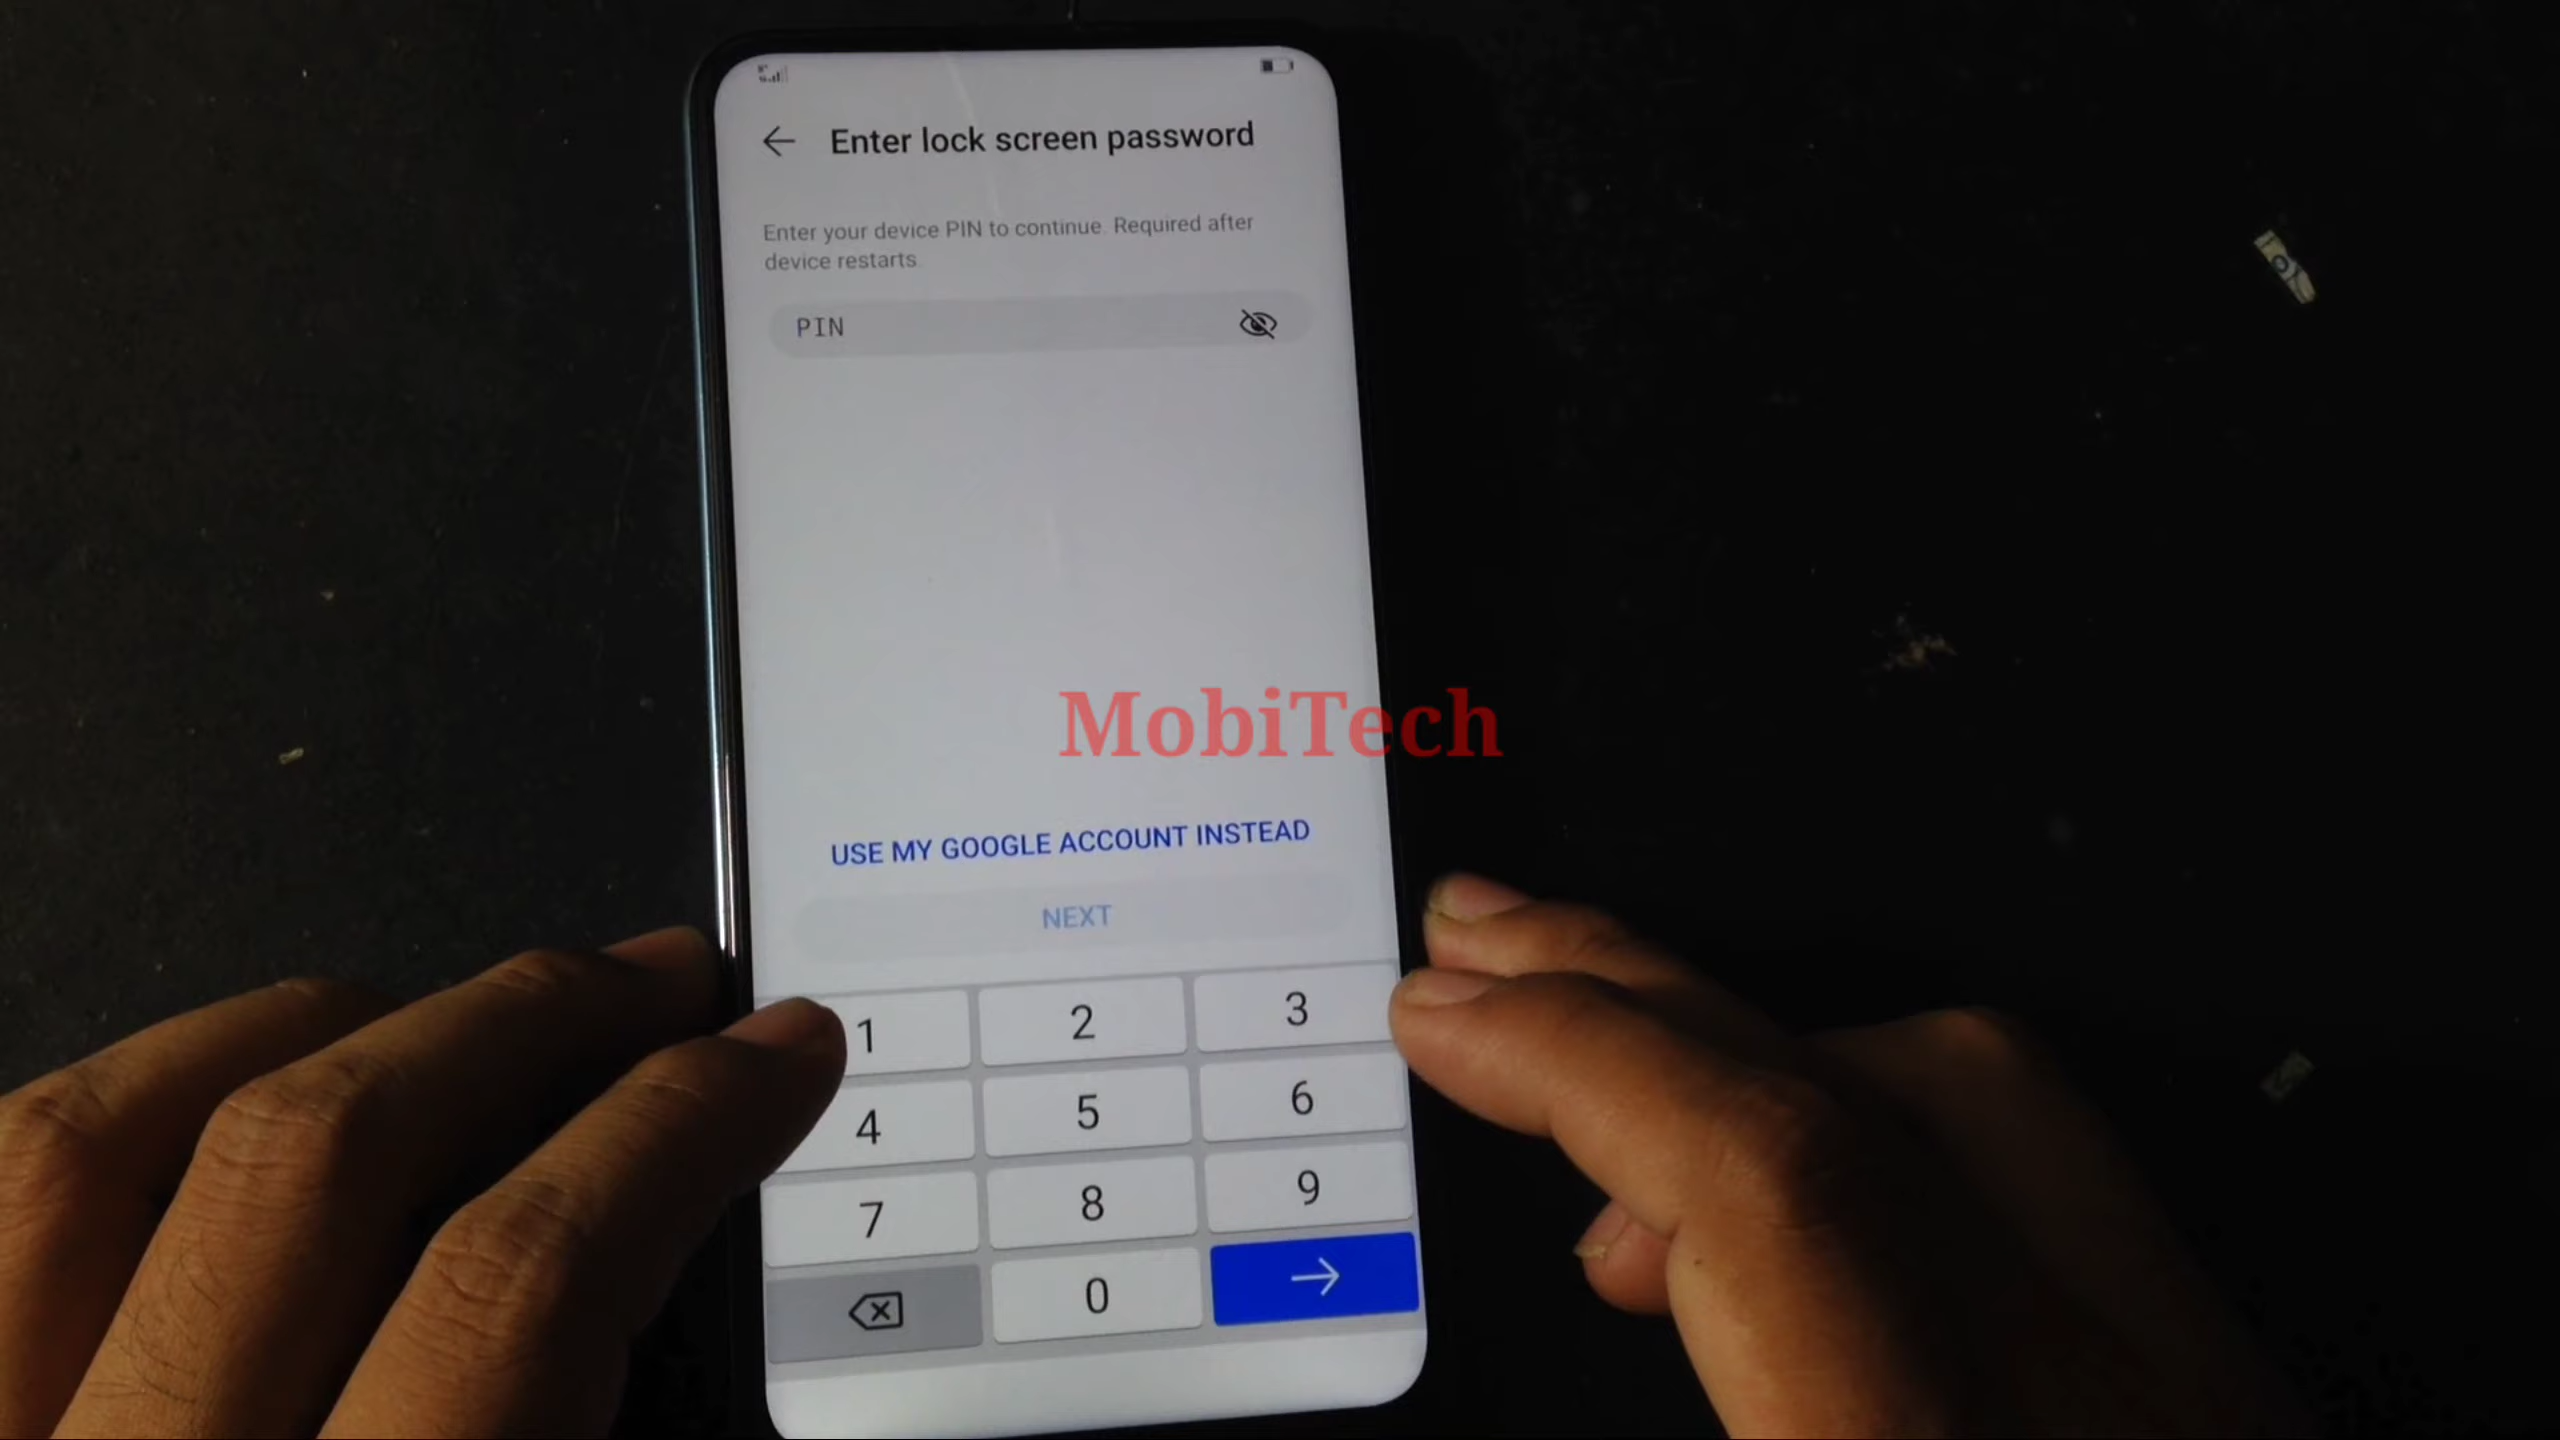 Enter lock screen password
Enter your device PIN to continue. Required after
device restarts.
PIN
MobiTech
USE MY GOOGLE ACCOUNT INSTEAD
NEXT
1 2 3
4 5 6
7 8 9
0